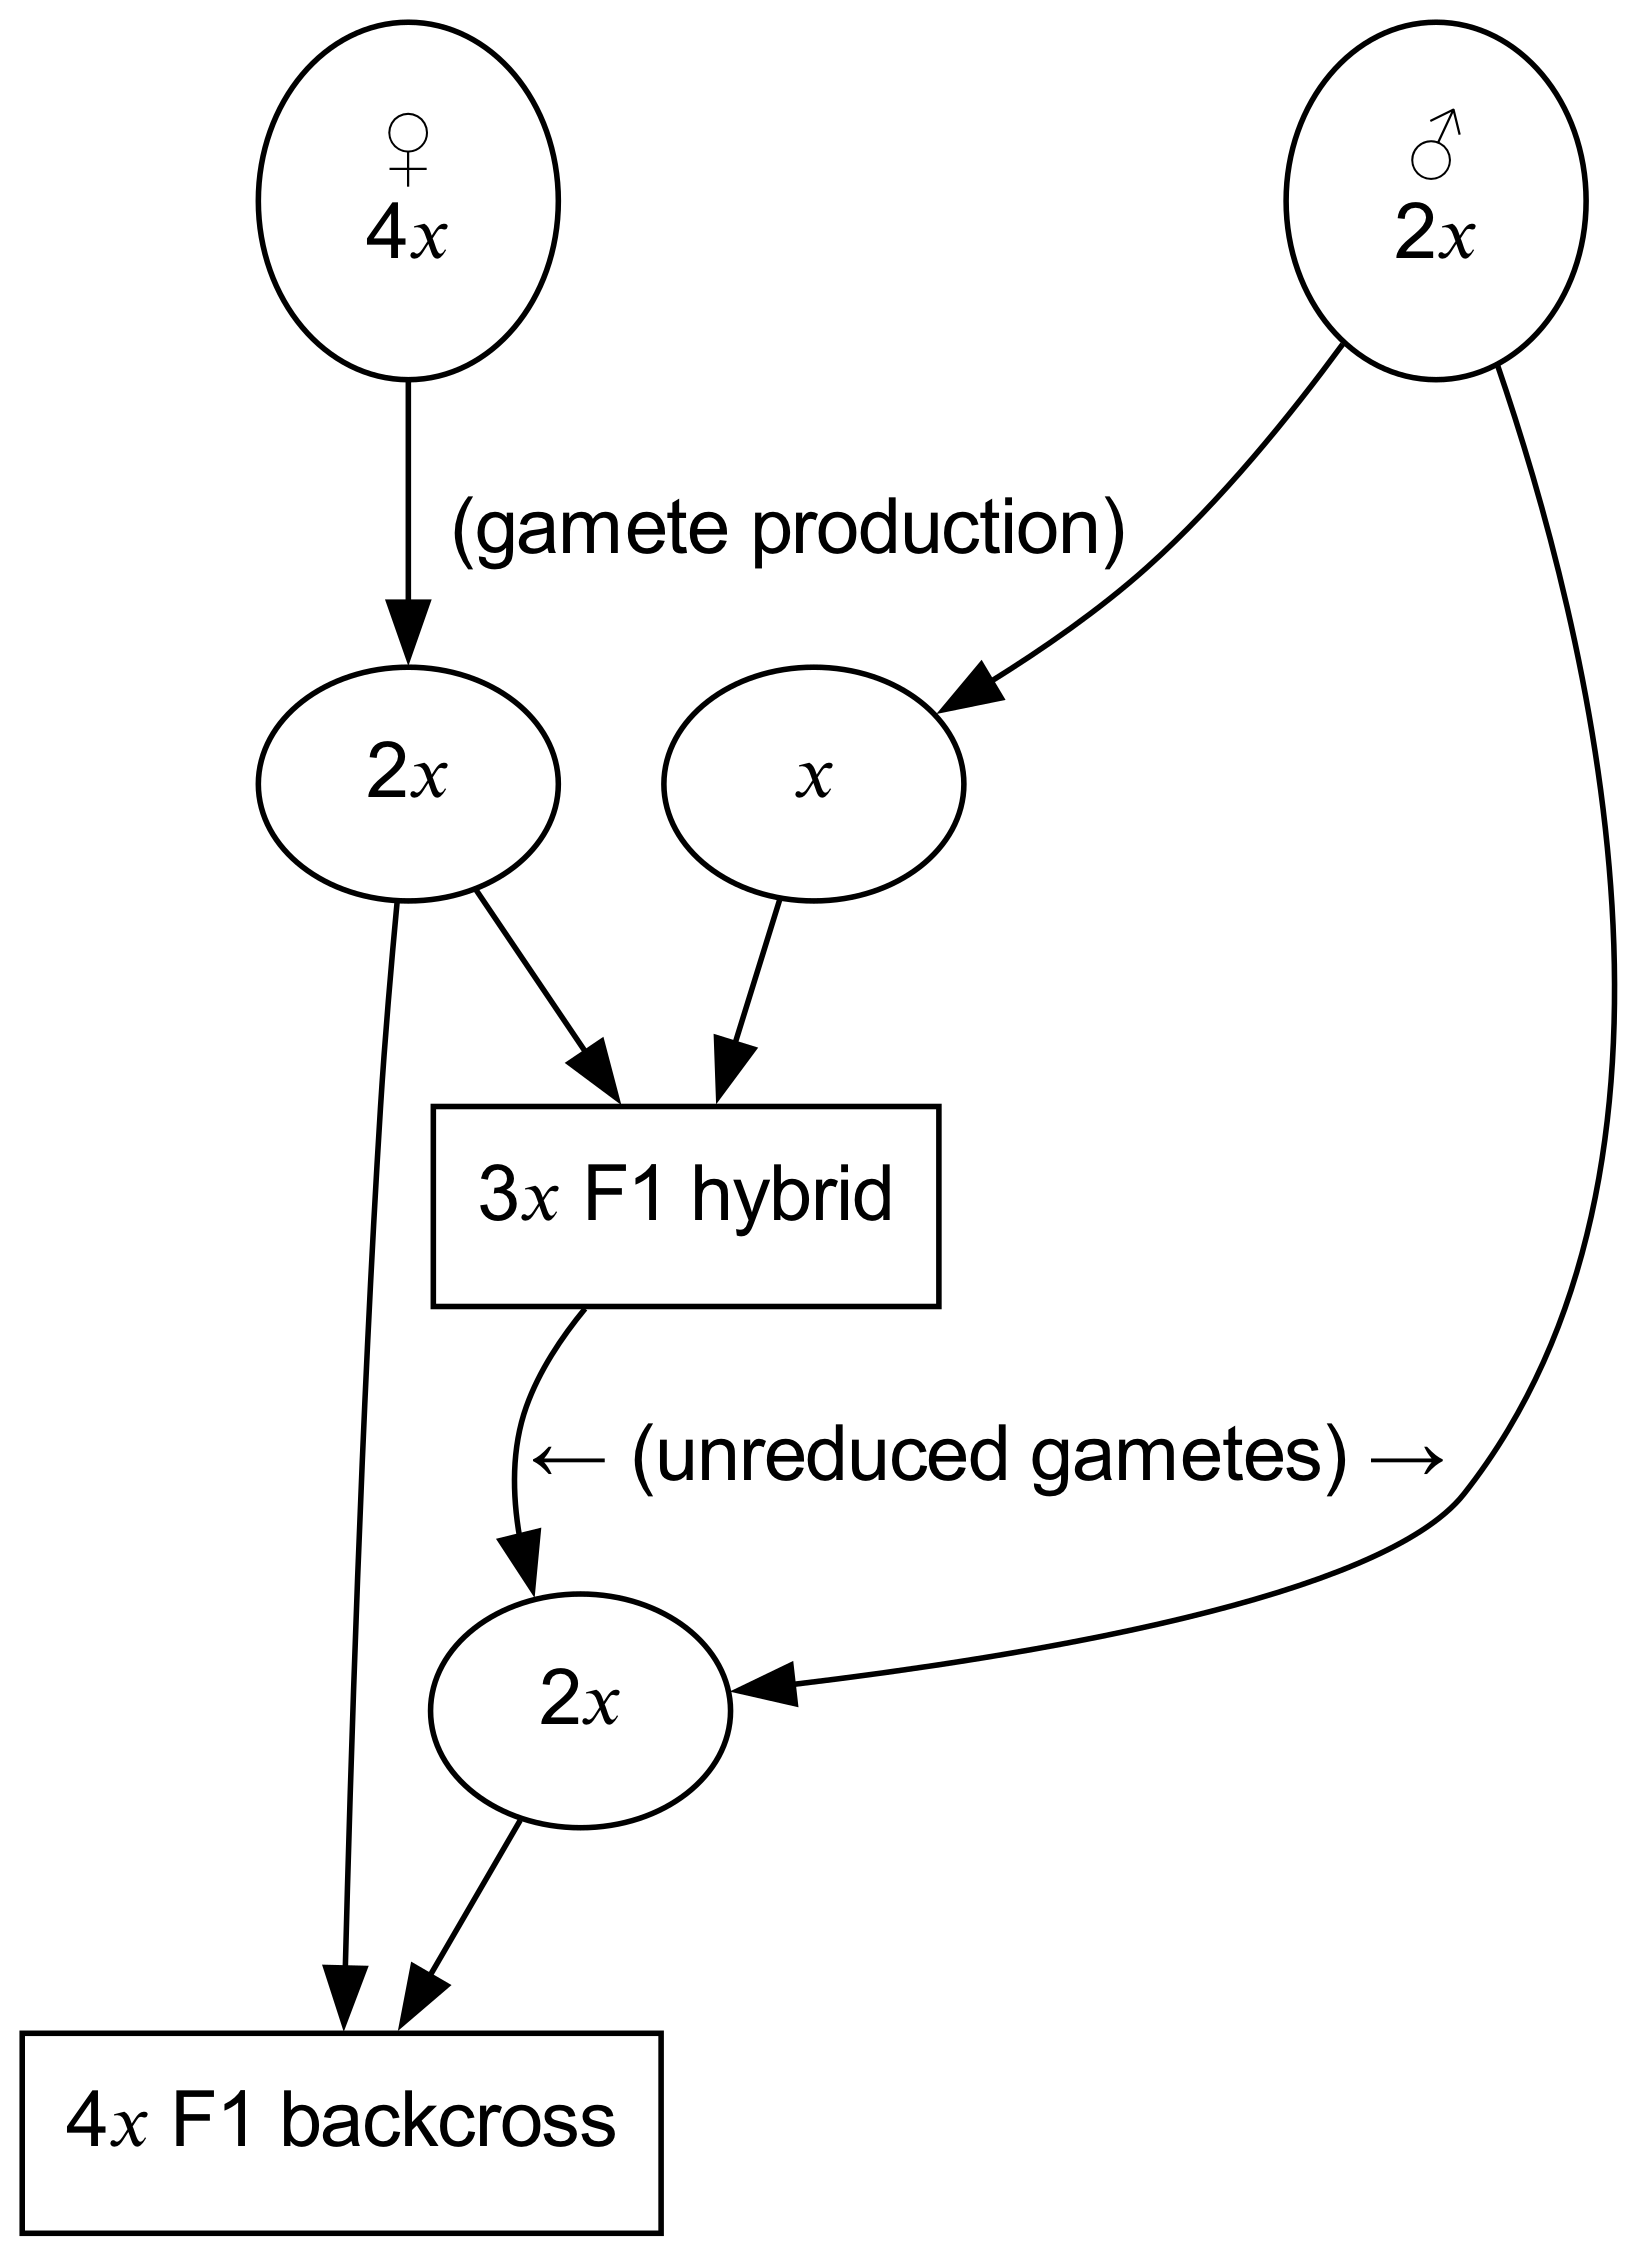 ♀
4x
♂
2x
(gamete production)
2x
x
3x F1 hybrid
← (unreduced gametes) →
2x
4x F1 backcross